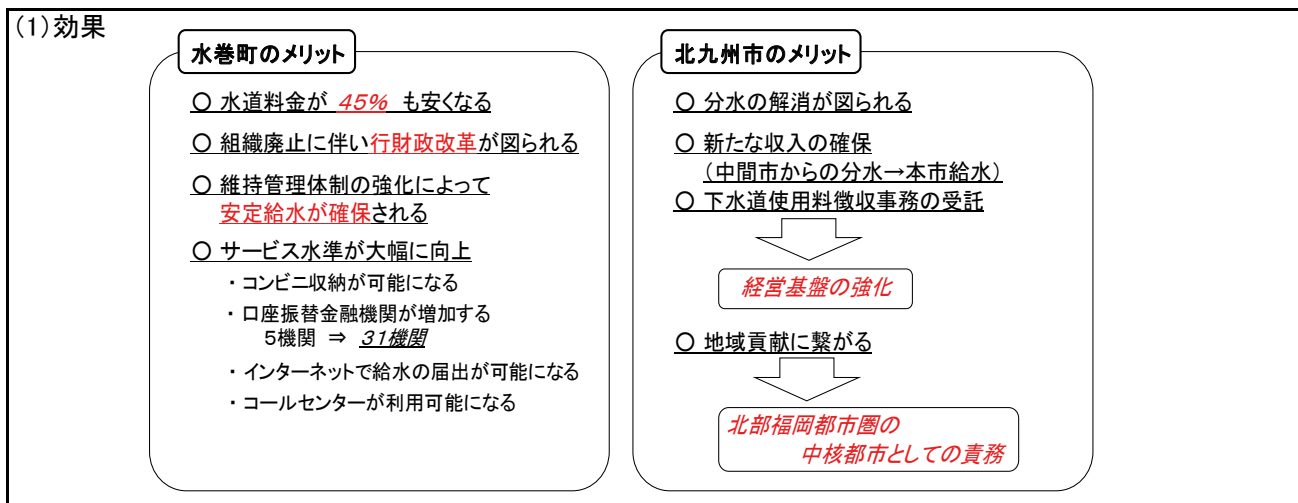 (1)効果
水巻町のメリット
○ 水道料金が 45% も安くなる
○ 組織廃止に伴い行財政改革が図られる
○ 維持管理体制の強化によって
安定給水が確保される
○ サービス水準が大幅に向上
・コンビニ収納が可能になる
・口座振替金融機関が増加する
5機関 ⇒ 31機関
・インターネットで給水の届出が可能になる
・コールセンターが利用可能になる
北九州市のメリット
○ 分水の解消が図られる
○ 新たな収入の確保
(中間市からの分水→本市給水)
○ 下水道使用料徴収事務の受託
経営基盤の強化
○ 地域貢献に繋がる
北部福岡都市圏の
中核都市としての責務